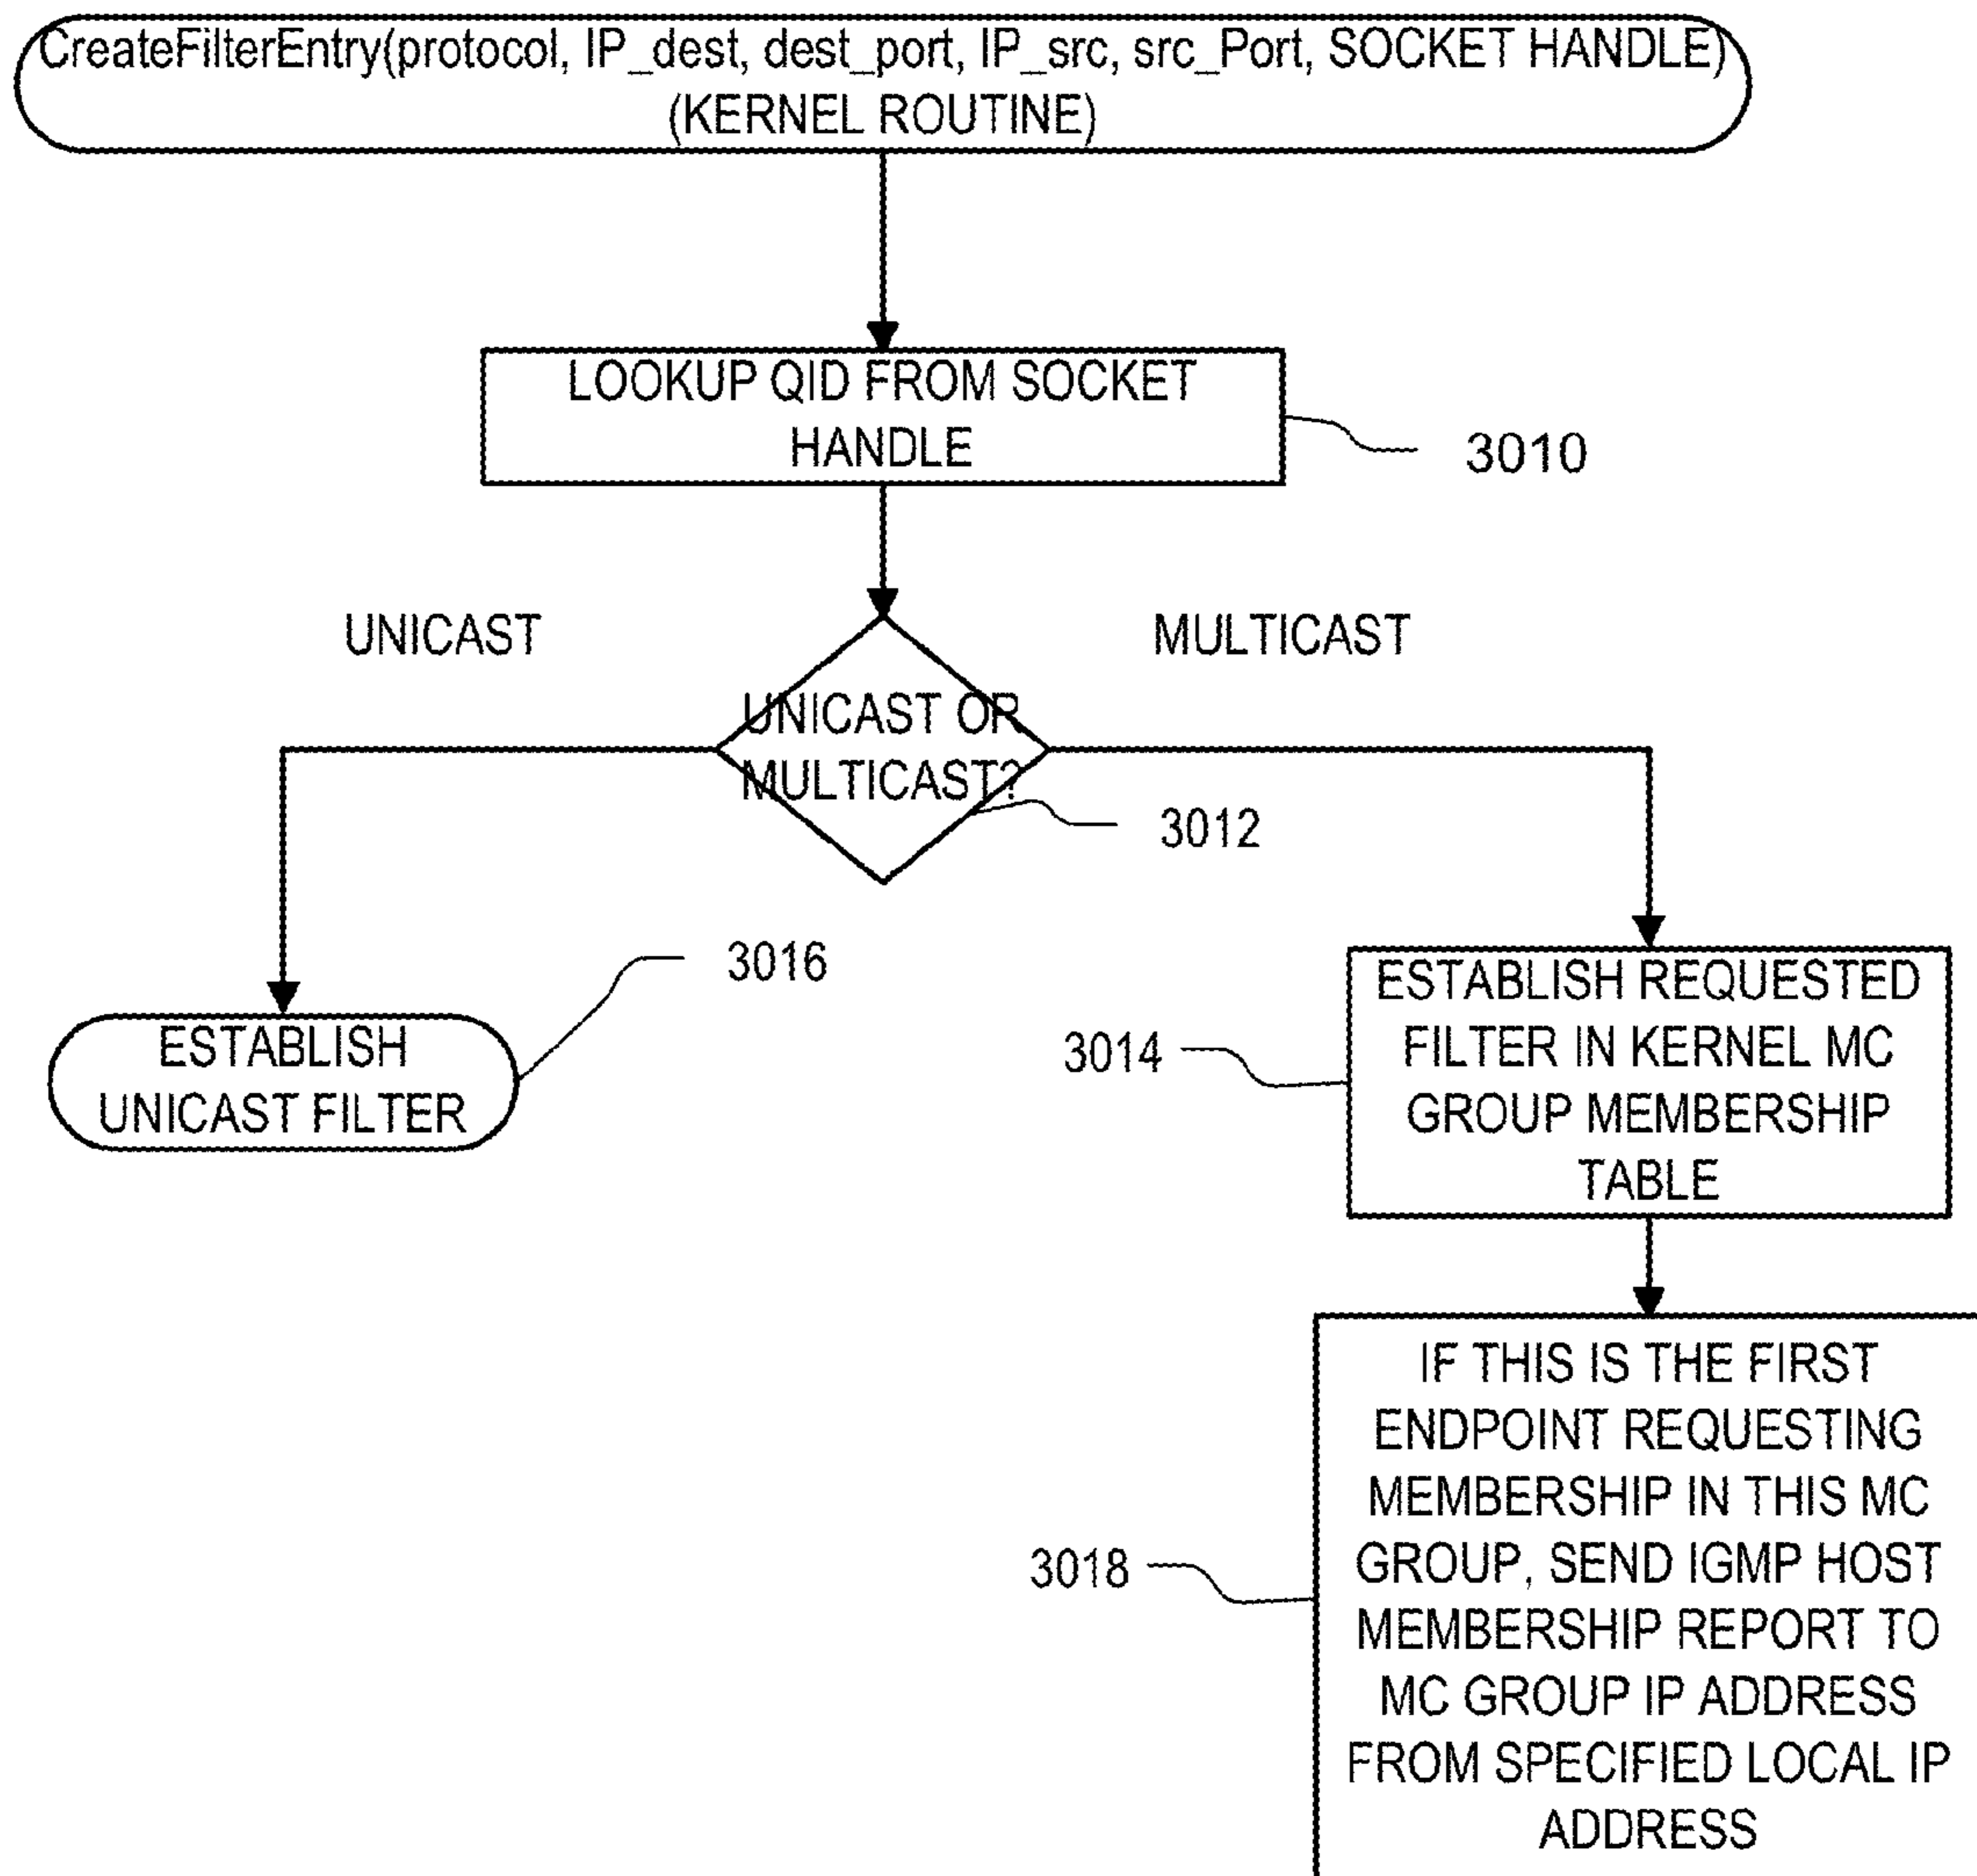 CreateFilterEntry(protocol, IP_dest, dest_port, IP_src, src_Port, SOCKET HANDLE)
(KERNEL ROUTINE)
LOOKUP QID FROM SOCKET
HANDLE
3010
UNICAST
MULTICAST
UNICAST OR
MULTICAST?
3012
3016
ESTABLISH
UNICAST FILTER
3014
ESTABLISH REQUESTED
FILTER IN KERNEL MC
GROUP MEMBERSHIP
TABLE
3018
IF THIS IS THE FIRST
ENDPOINT REQUESTING
MEMBERSHIP IN THIS MC
GROUP, SEND IGMP HOST
MEMBERSHIP REPORT TO
MC GROUP IP ADDRESS
FROM SPECIFIED LOCAL IP
ADDRESS